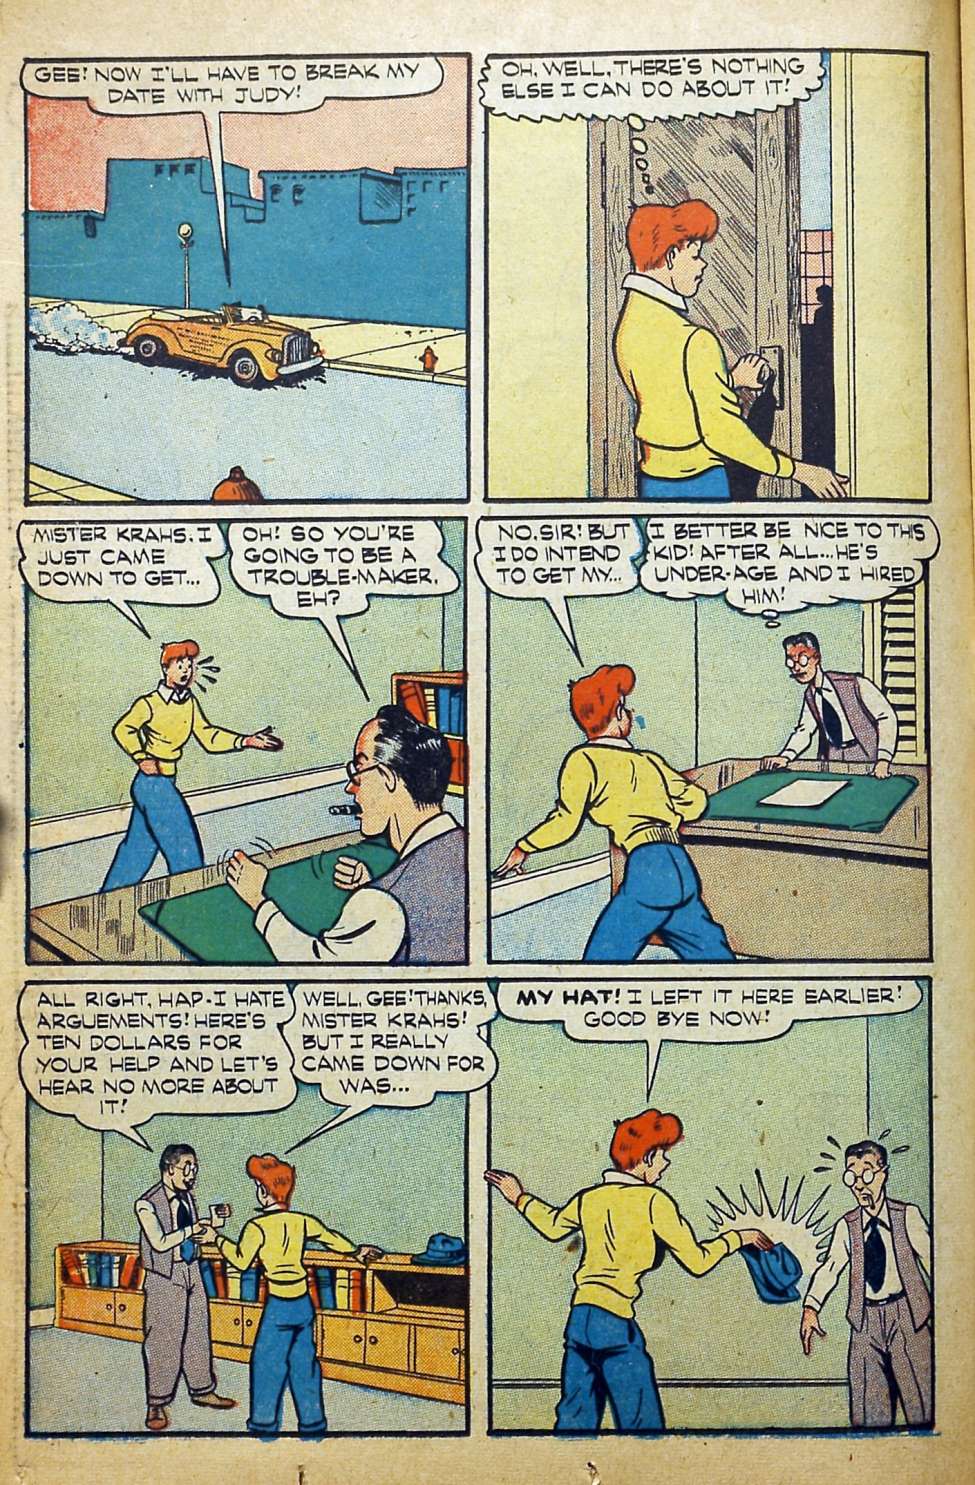 GEE! NOW I'LL HAVE TO BREAK MY
DATE WITH JUDY!
OH, WELL, THERE'S NOTHING
ELSE I CAN DO ABOUT IT!
MISTER KRAHS, I
JUST CAME
DOWN TO GET...
OH! SO YOU'RE
GOING TO BE A
TROUBLE-MAKER,
EH?
NO, SIR! BUT
I DO INTEND
TO GET MY...
I BETTER BE NICE TO THIS
KID! AFTER ALL... HE'S
UNDER-AGE AND I HIRED
HIM!
ALL RIGHT, HAP-I HATE
ARGUEMENTS! HERE'S
TEN DOLLARS FOR
YOUR HELP AND LET'S
HEAR NO MORE ABOUT
IT!
WELL, GEE! THANKS,
MISTER KRAHS!
BUT I REALLY
CAME DOWN FOR
WAS...
MY HAT! I LEFT IT HERE EARLIER!
GOOD BYE NOW!